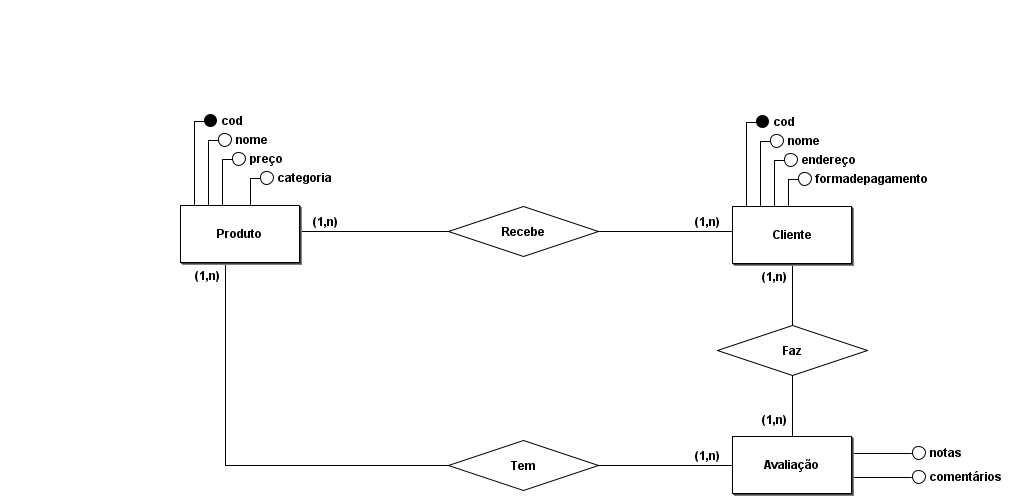 cod
nome
preço
categoria
Produto
(1,n)
Recebe
(1,n)
cod
nome
endereço
formadepagamento
Cliente
(1,n)
(1,n)
Faz
(1,n)
Tem
(1,n)
Avaliação
notas
comentários